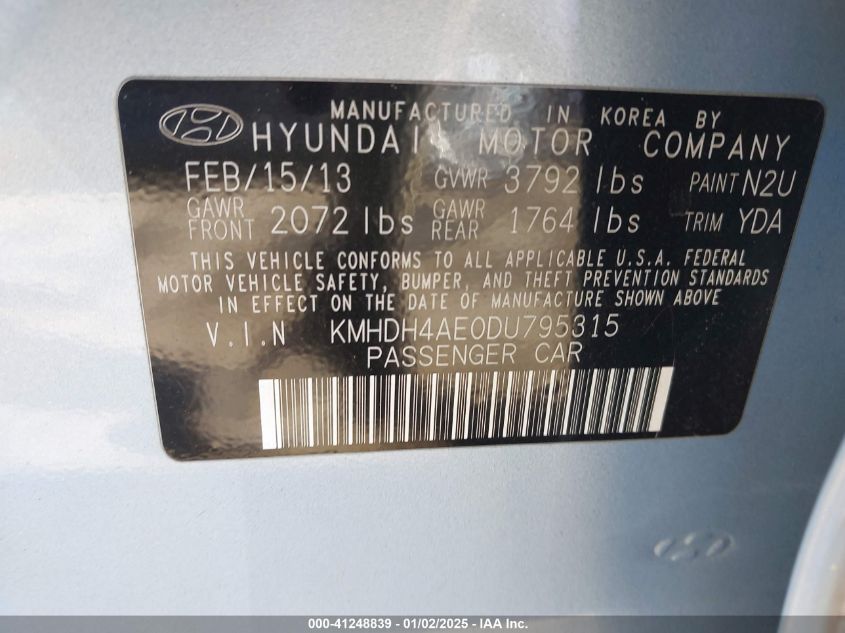 MANUFACTURED IN KOREA BY
HYUNDAI MOTOR COMPANY
FEB/15/13 GVWR 3792 lbs PAINT N2U
GAWR FRONT 2072 lbs GAWR REAR 1764 lbs TRIM YDA
THIS VEHICLE CONFORMS TO ALL APPLICABLE U.S.A. FEDERAL
MOTOR VEHICLE SAFETY, BUMPER, AND THEFT PREVENTION STANDARDS
IN EFFECT ON THE DATE OF MANUFACTURE SHOWN ABOVE
V.I.N KMHDH4AE0DU795315
PASSENGER CAR
000-41248839 - 01/02/2025 - IAA Inc.